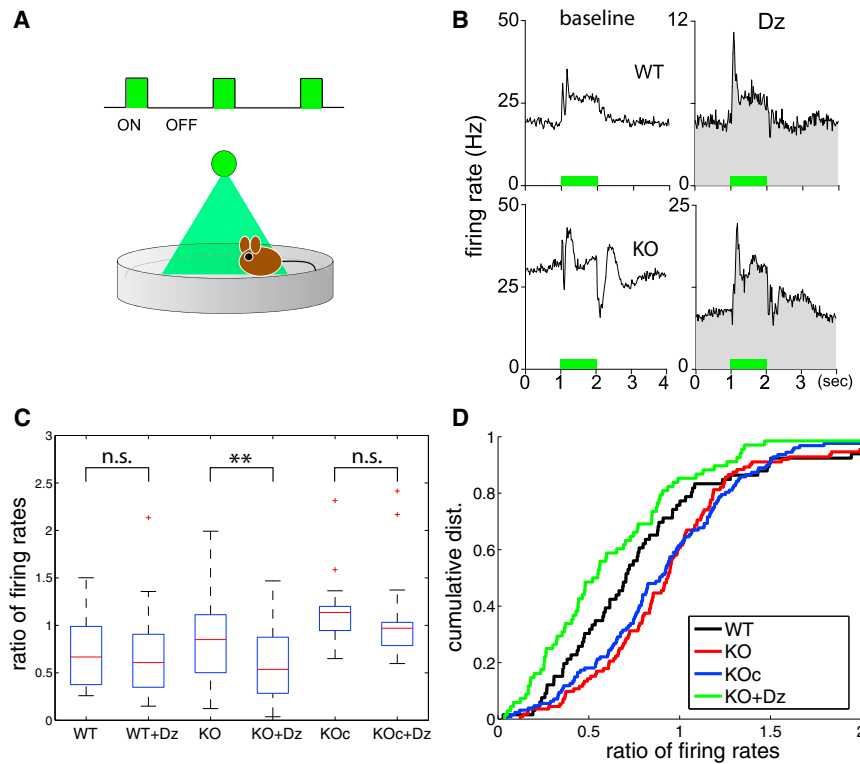 A
ON OFF
B
baseline
Dz
firing rate (Hz)
50
25
0
WT
12
6
0
50
25
0
KO
0 1 2 3 4
25
12
0
0 1 2 3 (sec)
C
ratio of firing rates
3
2.5
2
1.5
1
0.5
0
n.s.
**
n.s.
WT WT+Dz KO KO+Dz KOc KOc+Dz
D
cumulative dist.
1
0.8
0.6
0.4
0.2
0
WT
KO
KOc
KO+Dz
0 0.5 1 1.5 2
ratio of firing rates